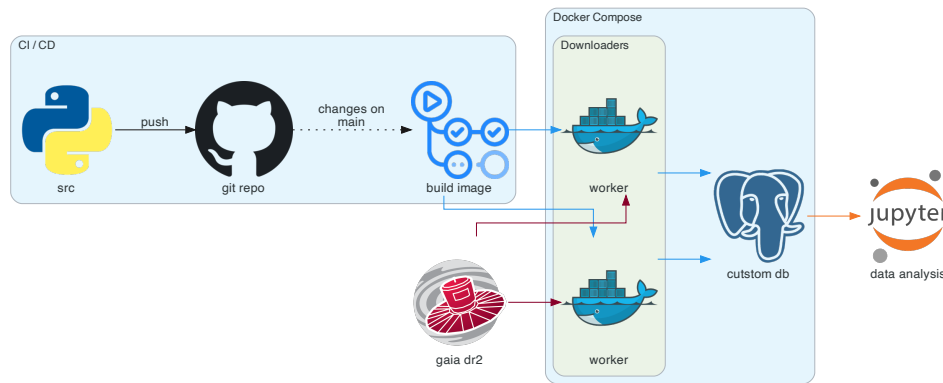 Docker Compose
CI / CD
Downloaders
push
changes on
main
src
git repo
build image
worker
cutstom db
jupyter
data analysis
gaia dr2
worker